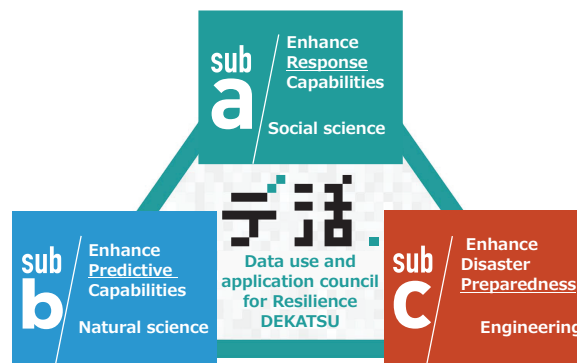 sub
a
Enhance
Response
Capabilities
Social science
デ活
Data use and
application council
for Resilience
DEKATSU
sub
b
Enhance
Predictive
Capabilities
Natural science
sub
c
Enhance
Disaster
Preparedness
Engineering